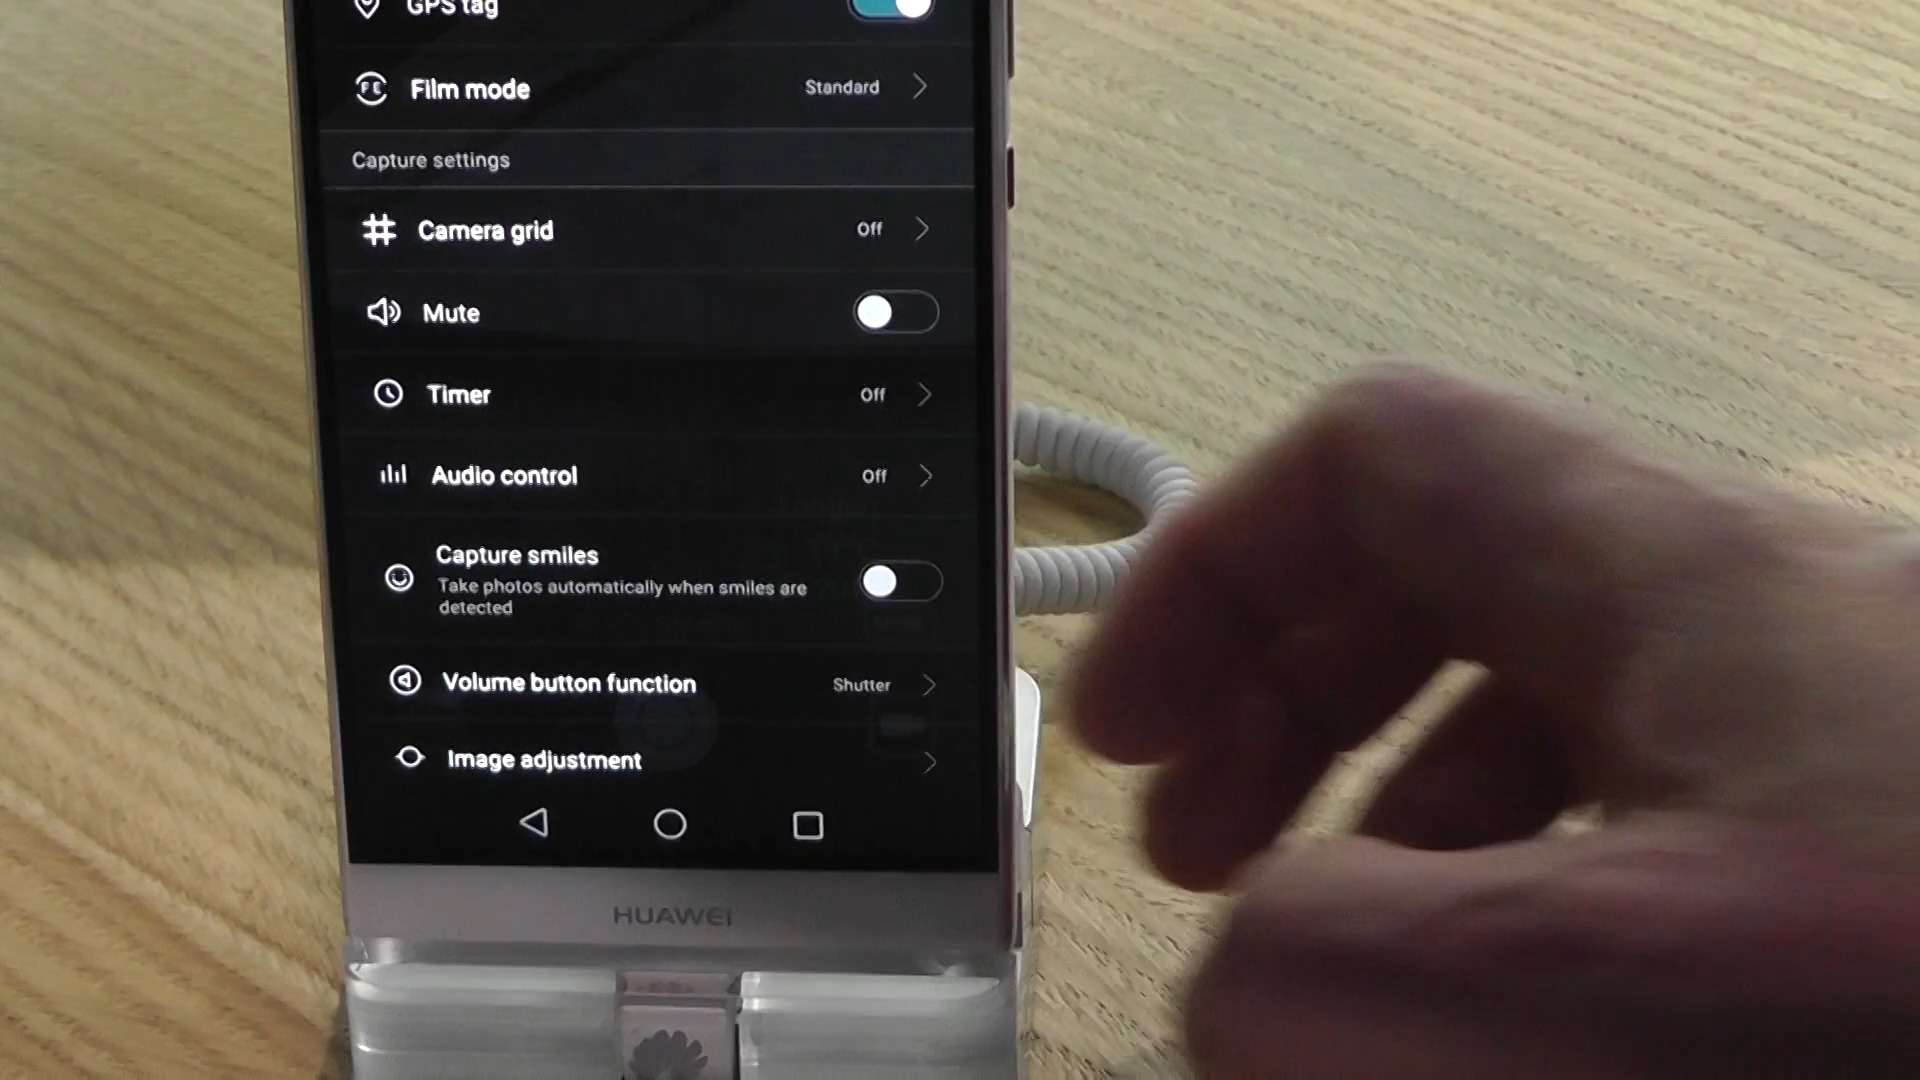 GPS tag
Film mode Standard
Capture settings
Camera grid Off
Mute
Timer Off
Audio control Off
Capture smiles
Take photos automatically when smiles are
detected
Volume button function Shutter
Image adjustment
HUAWEI